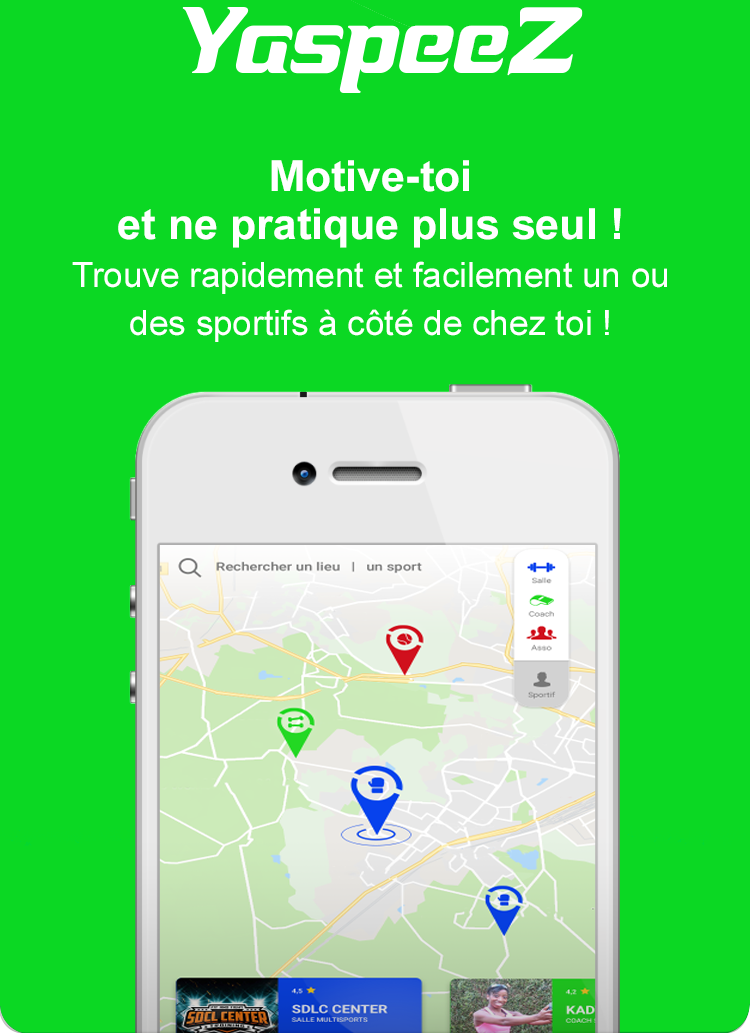 YaspeeZ
Motive-toi
et ne pratique plus seul !
Trouve rapidement et facilement un ou
des sportifs à côté de chez toi !
Rechercher un lieu | un sport
Salle
Coach
Asso
Sportif
4,5
SDLC CENTER
SALLE MULTISPORTS
SDCL CENTER
TRAINING
4,2
KAD
COACH